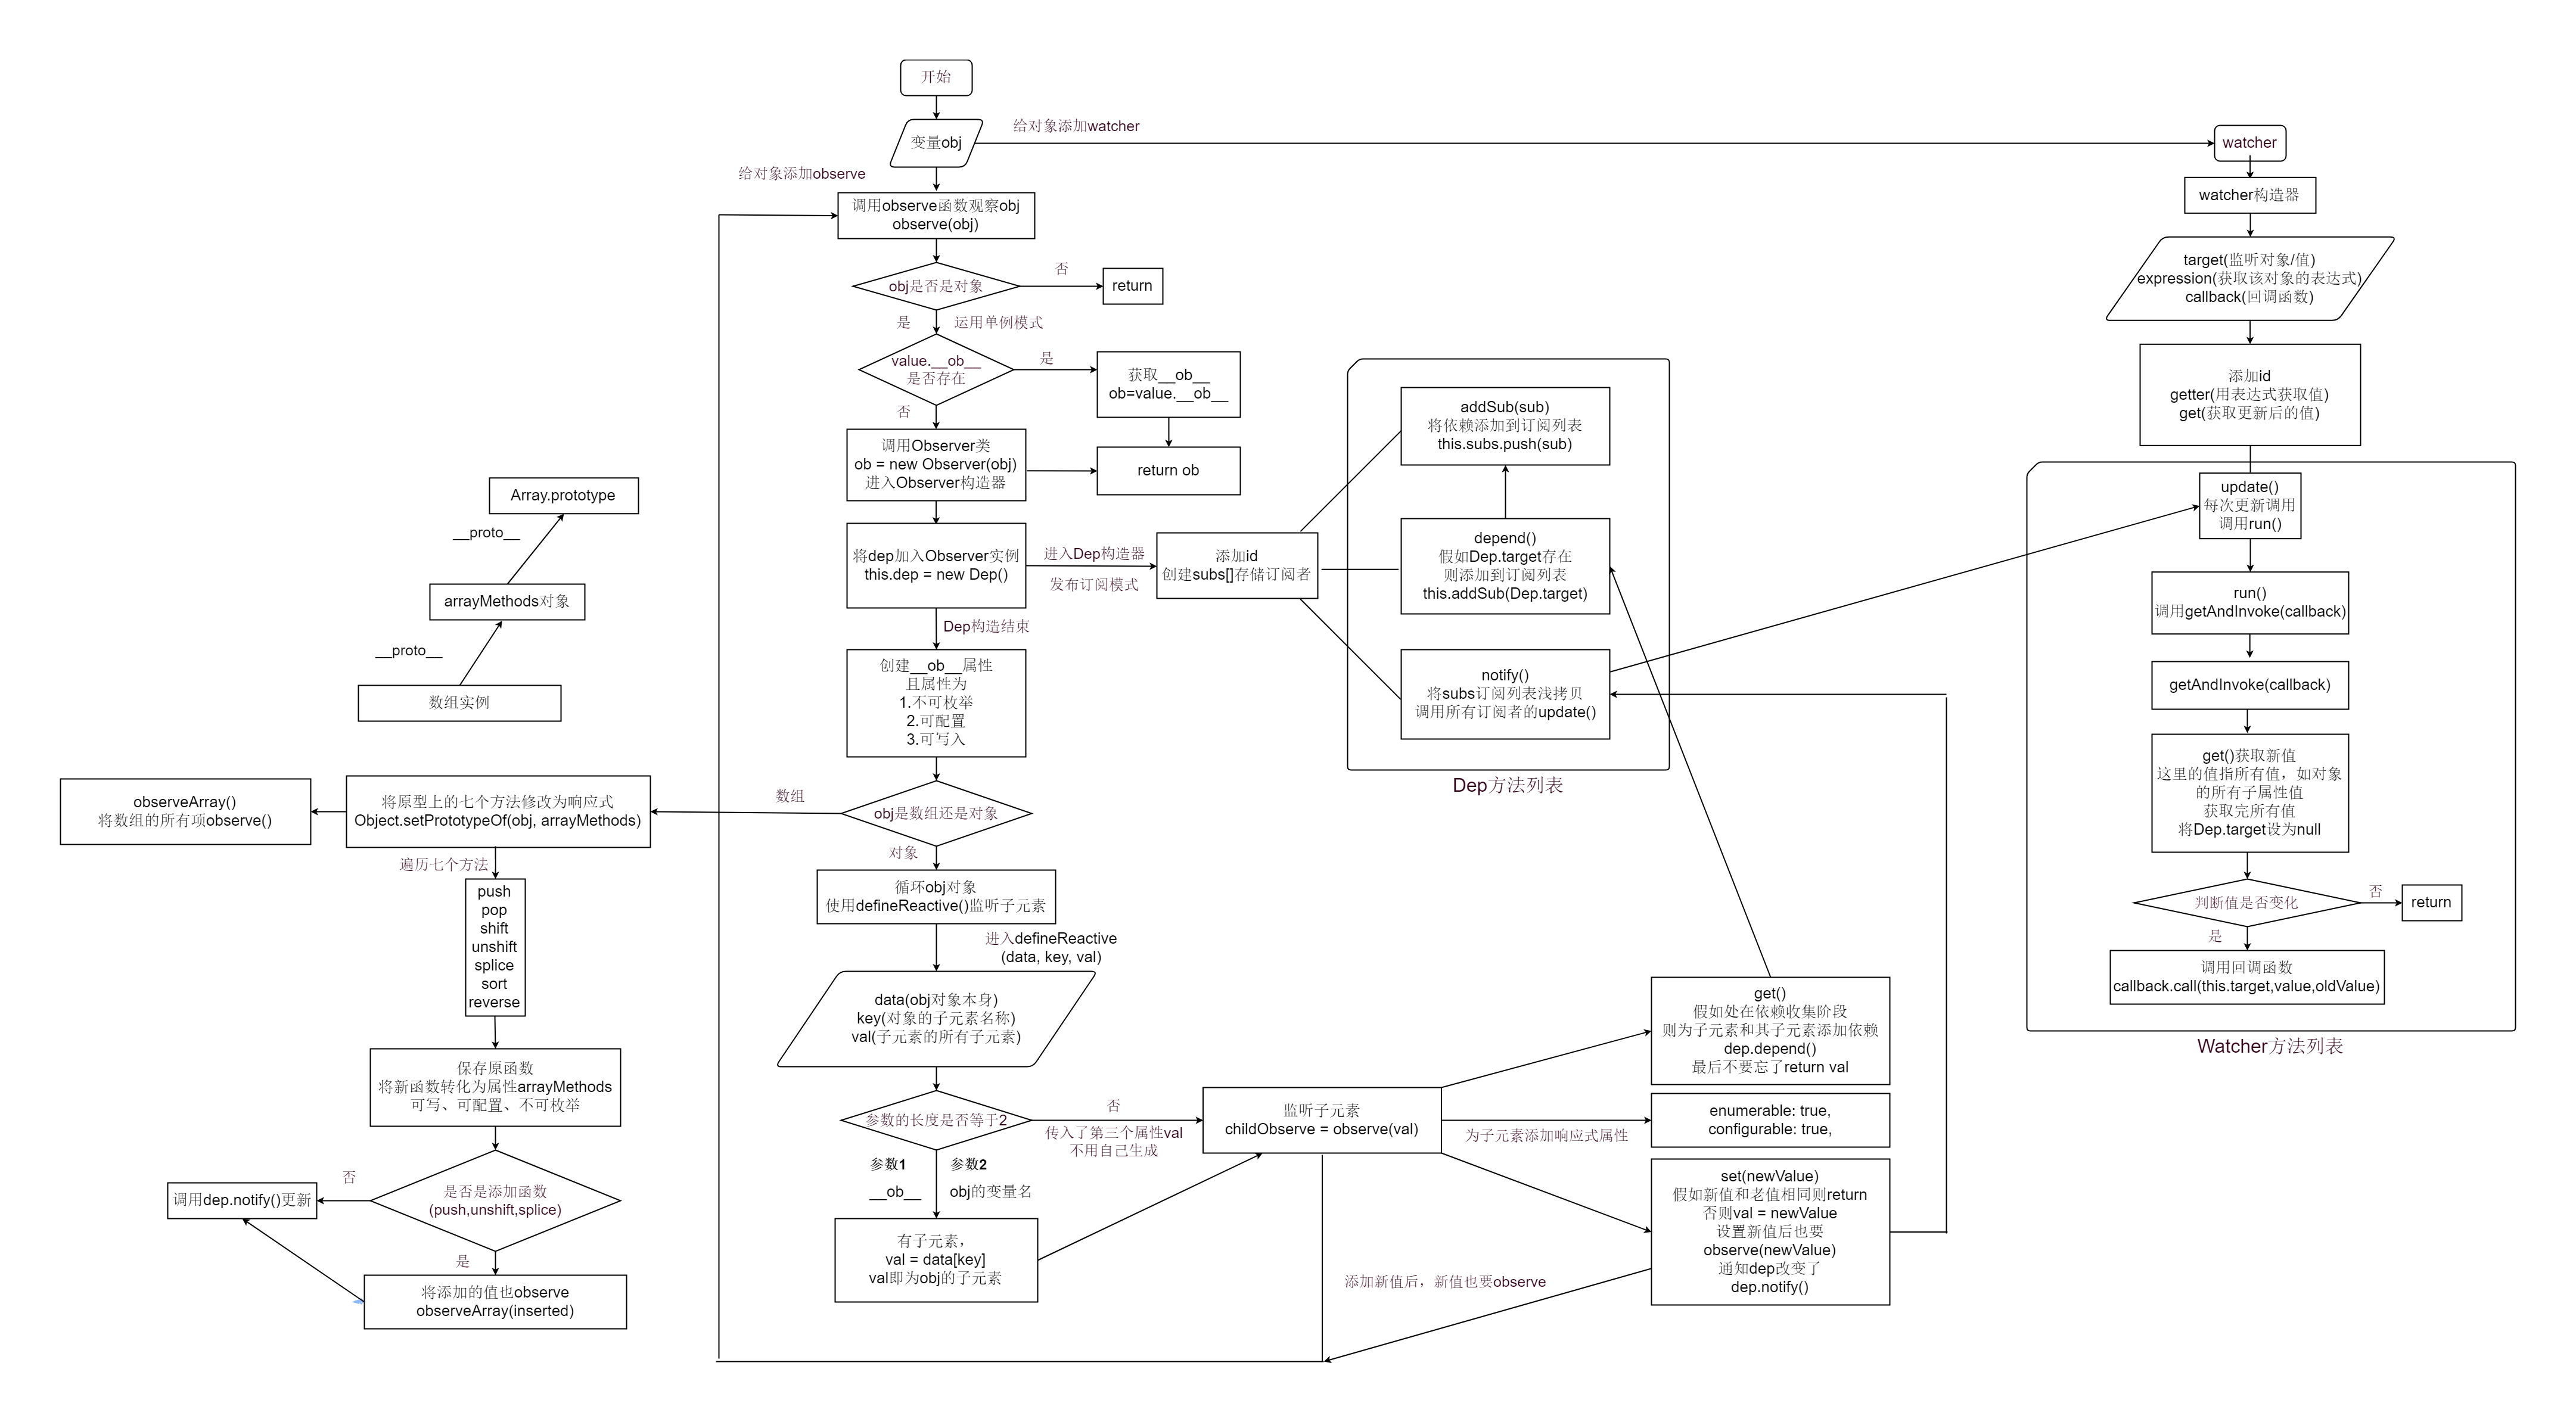 开始
变量obj
给对象添加watcher
给对象添加observe
调用observe函数观察obj
observe(obj)
obj是否是对象
否
return
是
运用单例模式
value.__ob__
是否存在
是
获取__ob__
ob=value.__ob__
否
调用Observer类
ob = new Observer(obj)
进入Observer构造器
return ob
将dep加入Observer实例
this.dep = new Dep()
进入Dep构造器
发布订阅模式
添加id
创建subs[]存储订阅者
Dep构造结束
创建__ob__属性
且属性为
1.不可枚举
2.可配置
3.可写入
obj是数组还是对象
数组
对象
Array.prototype
__proto__
arrayMethods对象
__proto__
数组实例
observeArray()
将数组的所有项observe()
将原型上的七个方法修改为响应式
Object.setPrototypeOf(obj, arrayMethods)
遍历七个方法
push
pop
shift
unshift
splice
sort
reverse
保存原函数
将新函数转化为属性arrayMethods
可写、可配置、不可枚举
是否是添加函数
(push,unshift,splice)
否
调用dep.notify()更新
是
将添加的值也observe
observeArray(inserted)
循环obj对象
使用defineReactive()监听子元素
进入defineReactive
(data, key, val)
data(obj对象本身)
key(对象的子元素名称)
val(子元素的所有子元素)
参数的长度是否等于2
否
传入了第三个属性val
不用自己生成
参数1
参数2
__ob__
obj的变量名
有子元素，
val = data[key]
val即为obj的子元素
监听子元素
childObserve = observe(val)
为子元素添加响应式属性
get()
假如处在依赖收集阶段
则为子元素和其子元素添加依赖
dep.depend()
最后不要忘了return val
enumerable: true,
configurable: true,
set(newValue)
假如新值和老值相同则return
否则val = newValue
设置新值后也要
observe(newValue)
通知dep改变了
dep.notify()
添加新值后，新值也要observe
addSub(sub)
将依赖添加到订阅列表
this.subs.push(sub)
depend()
假如Dep.target存在
则添加到订阅列表
this.addSub(Dep.target)
notify()
将subs订阅列表浅拷贝
调用所有订阅者的update()
Dep方法列表
watcher
watcher构造器
target(监听对象/值)
expression(获取该对象的表达式)
callback(回调函数)
添加id
getter(用表达式获取值)
get(获取更新后的值)
update()
每次更新调用
调用run()
run()
调用getAndInvoke(callback)
getAndInvoke(callback)
get()获取新值
这里的值指所有值，如对象
的所有子属性值
获取完所有值
将Dep.target设为null
判断值是否变化
否
return
是
调用回调函数
callback.call(this.target,value,oldValue)
Watcher方法列表